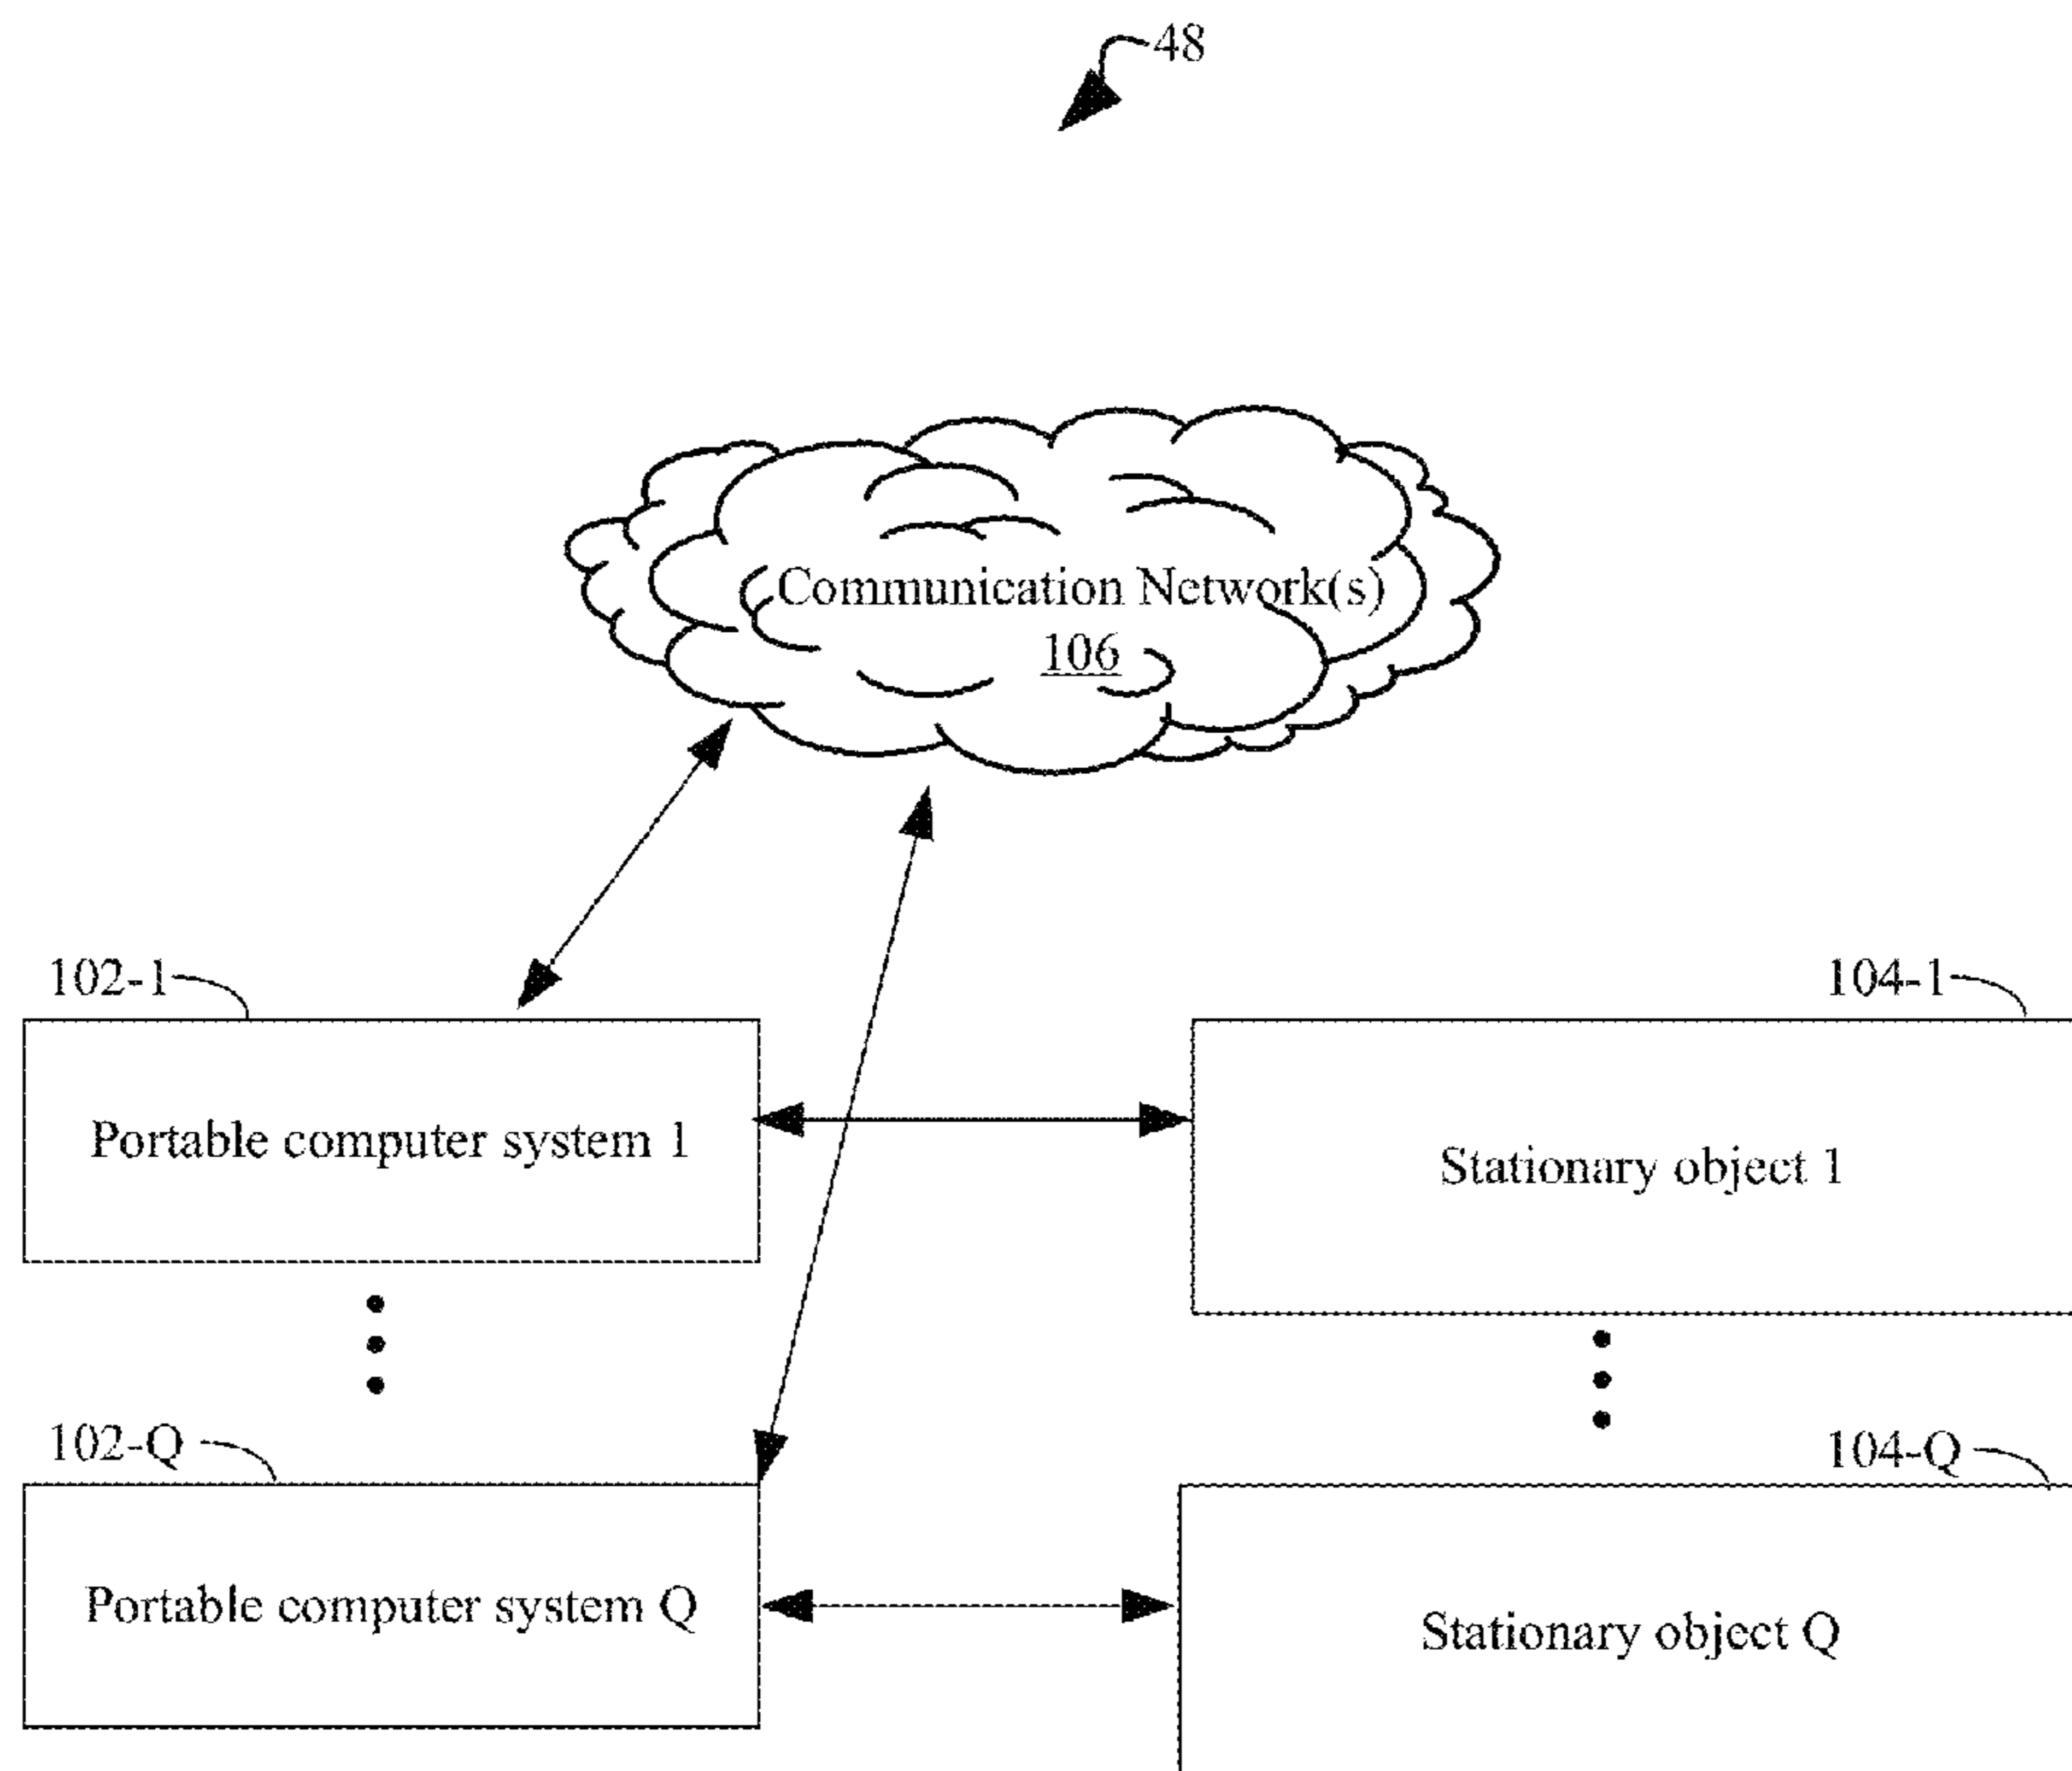 48
Communication Network(s)
106
102-1
104-1
Portable computer system 1
Stationary object 1
102-Q
104-Q
Portable computer system Q
Stationary object Q